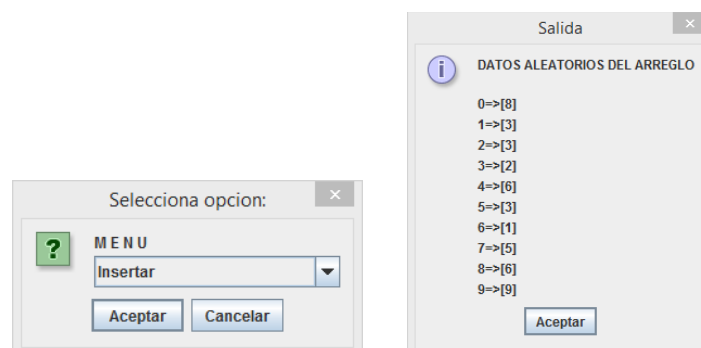 Selecciona opcion:
M E N U
Insertar
Aceptar Cancelar
Salida
DATOS ALEATORIOS DEL ARREGLO
0=>[8]
1=>[3]
2=>[3]
3=>[2]
4=>[6]
5=>[3]
6=>[1]
7=>[5]
8=>[6]
9=>[9]
Aceptar